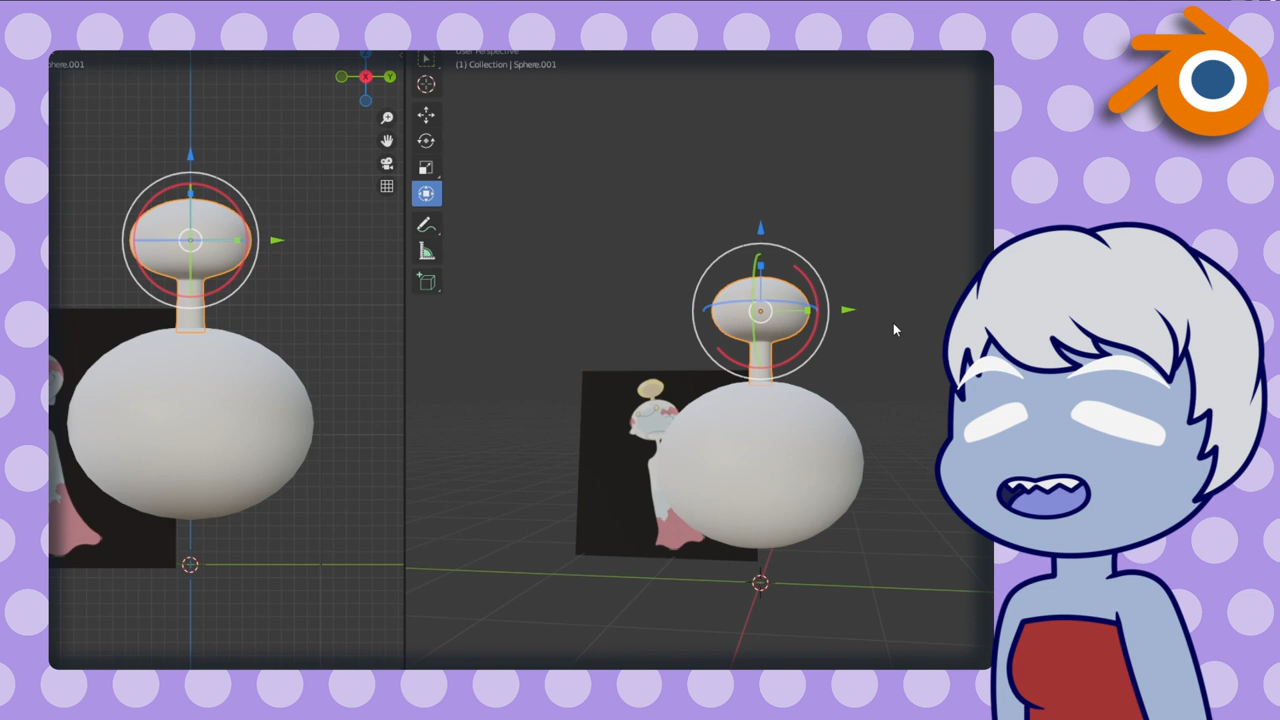 here.001
User Perspective
(1) Collection | Sphere.001
X
Y